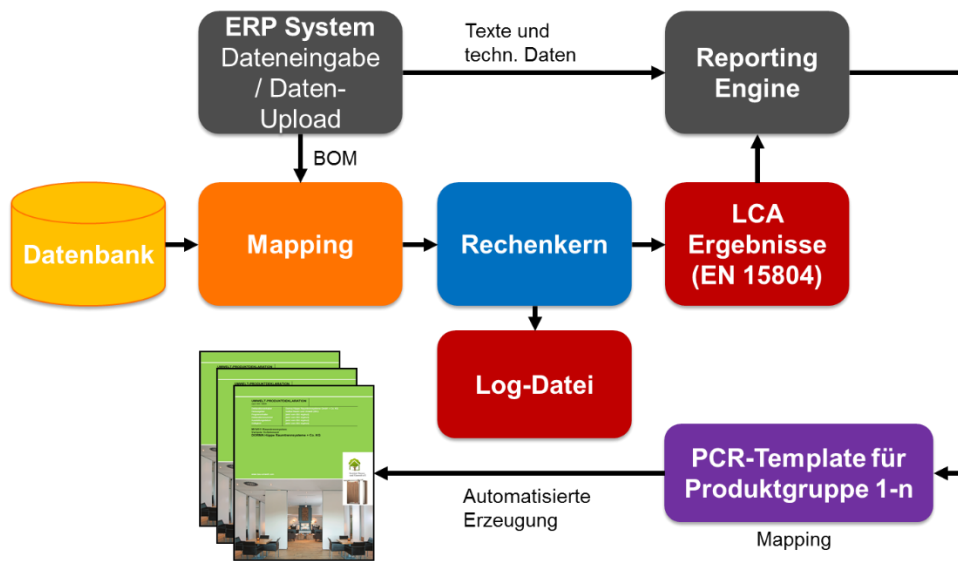 ERP System
Dateneingabe
/ Daten-
Upload
Texte und
techn. Daten
Reporting
Engine
BOM
Datenbank
Mapping
Rechenkern
LCA
Ergebnisse
(EN 15804)
Log-Datei
PCR-Template für
Produktgruppe 1-n
Automatisierte
Erzeugung
Mapping